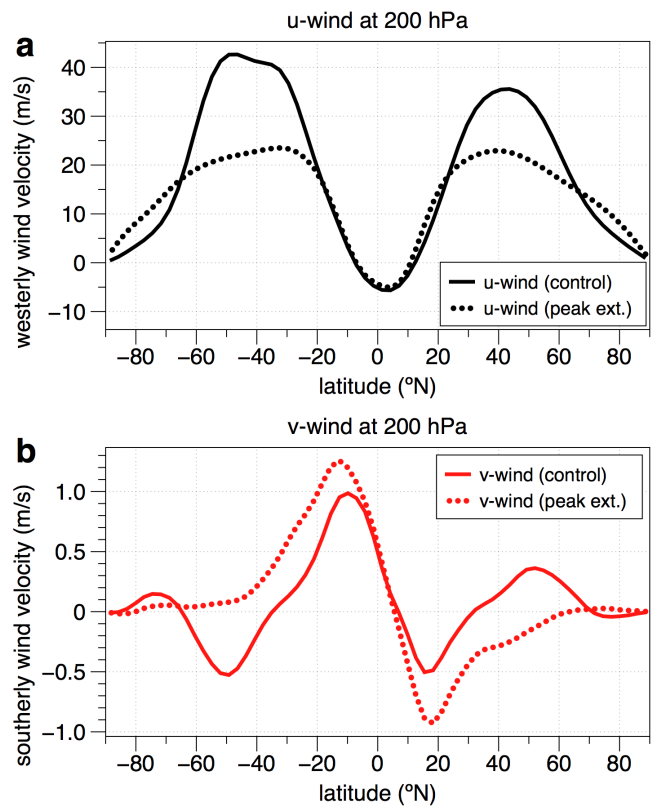 u-wind at 200 hPa
a
westerly wind velocity (m/s)
40
30
20
10
0
−10
u-wind (control)
u-wind (peak ext.)
−80 −60 −40 −20 0 20 40 60 80
latitude (ºN)
v-wind at 200 hPa
b
southerly wind velocity (m/s)
1.0
0.5
0
−0.5
−1.0
v-wind (control)
v-wind (peak ext.)
−80 −60 −40 −20 0 20 40 60 80
latitude (ºN)